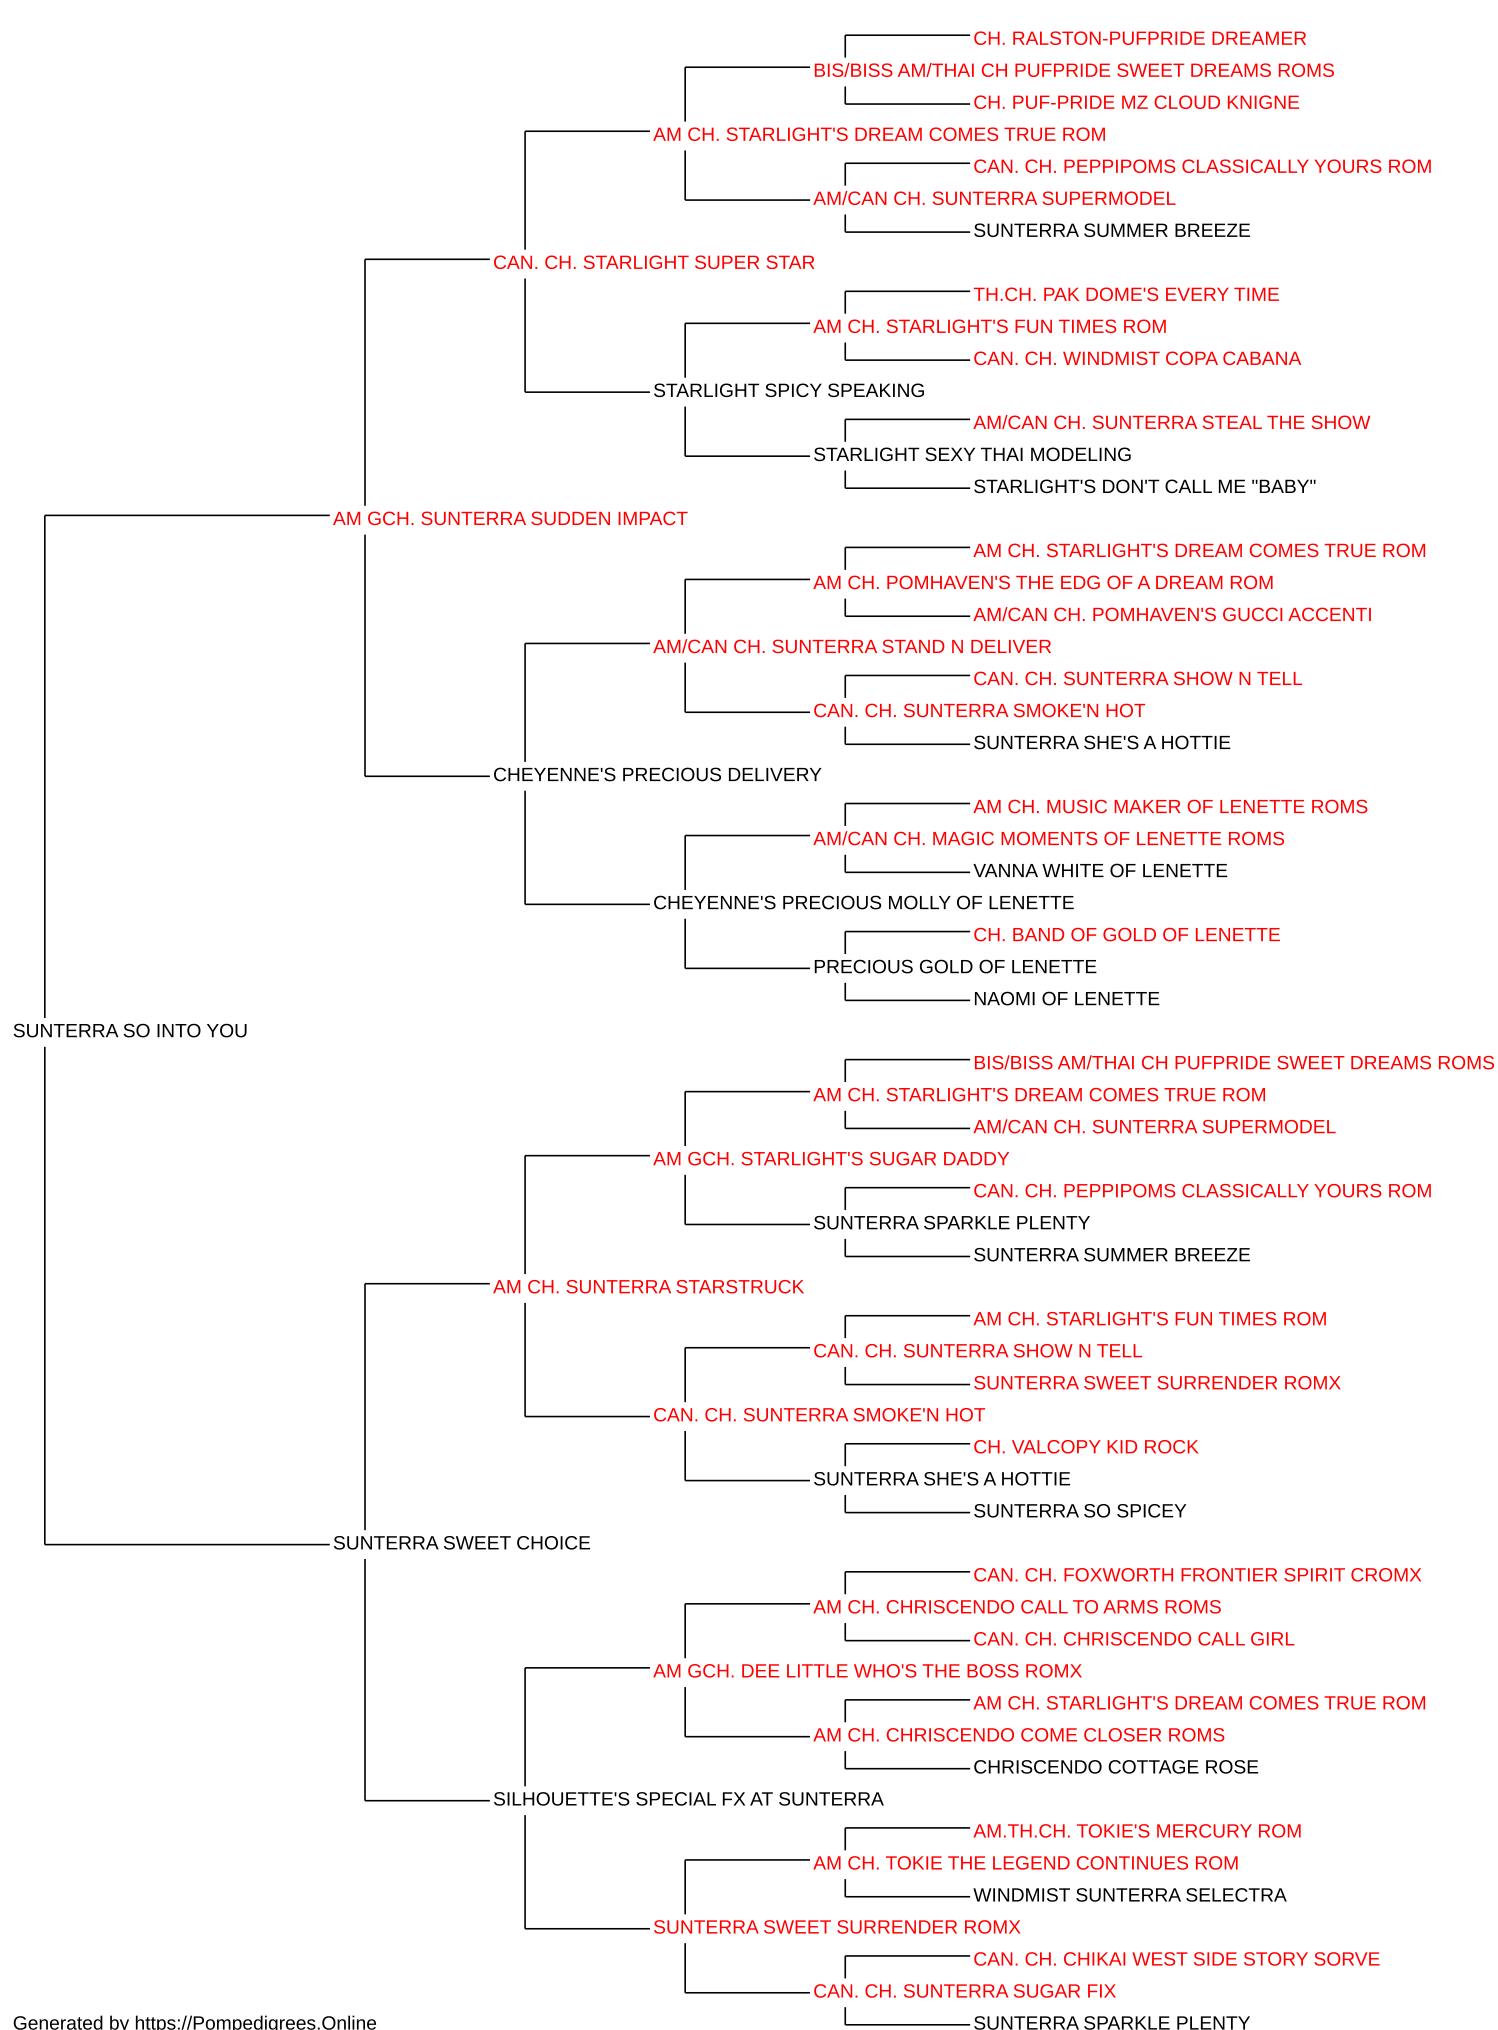 CH. RALSTON-PUFPRIDE DREAMER
BIS/BISS AM/THAI CH PUFPRIDE SWEET DREAMS ROMS
CH. PUF-PRIDE MZ CLOUD KNIGNE
AM CH. STARLIGHT'S DREAM COMES TRUE ROM
CAN. CH. PEPPIPOMS CLASSICALLY YOURS ROM
AM/CAN CH. SUNTERRA SUPERMODEL
SUNTERRA SUMMER BREEZE
CAN. CH. STARLIGHT SUPER STAR
TH.CH. PAK DOME'S EVERY TIME
AM CH. STARLIGHT'S FUN TIMES ROM
CAN. CH. WINDMIST COPA CABANA
STARLIGHT SPICY SPEAKING
AM/CAN CH. SUNTERRA STEAL THE SHOW
STARLIGHT SEXY THAI MODELING
STARLIGHT'S DON'T CALL ME "BABY"
AM GCH. SUNTERRA SUDDEN IMPACT
AM CH. STARLIGHT'S DREAM COMES TRUE ROM
AM CH. POMHAVEN'S THE EDG OF A DREAM ROM
AM/CAN CH. POMHAVEN'S GUCCI ACCENTI
AM/CAN CH. SUNTERRA STAND N DELIVER
CAN. CH. SUNTERRA SHOW N TELL
CAN. CH. SUNTERRA SMOKE'N HOT
SUNTERRA SHE'S A HOTTIE
CHEYENNE'S PRECIOUS DELIVERY
AM CH. MUSIC MAKER OF LENETTE ROMS
AM/CAN CH. MAGIC MOMENTS OF LENETTE ROMS
VANNA WHITE OF LENETTE
CHEYENNE'S PRECIOUS MOLLY OF LENETTE
CH. BAND OF GOLD OF LENETTE
PRECIOUS GOLD OF LENETTE
NAOMI OF LENETTE
SUNTERRA SO INTO YOU
BIS/BISS AM/THAI CH PUFPRIDE SWEET DREAMS ROMS
AM CH. STARLIGHT'S DREAM COMES TRUE ROM
AM/CAN CH. SUNTERRA SUPERMODEL
AM GCH. STARLIGHT'S SUGAR DADDY
CAN. CH. PEPPIPOMS CLASSICALLY YOURS ROM
SUNTERRA SPARKLE PLENTY
SUNTERRA SUMMER BREEZE
AM CH. SUNTERRA STARSTRUCK
AM CH. STARLIGHT'S FUN TIMES ROM
CAN. CH. SUNTERRA SHOW N TELL
SUNTERRA SWEET SURRENDER ROMX
CAN. CH. SUNTERRA SMOKE'N HOT
CH. VALCOPY KID ROCK
SUNTERRA SHE'S A HOTTIE
SUNTERRA SO SPICEY
SUNTERRA SWEET CHOICE
CAN. CH. FOXWORTH FRONTIER SPIRIT CROMX
AM CH. CHRISCENDO CALL TO ARMS ROMS
CAN. CH. CHRISCENDO CALL GIRL
AM GCH. DEE LITTLE WHO'S THE BOSS ROMX
AM CH. STARLIGHT'S DREAM COMES TRUE ROM
AM CH. CHRISCENDO COME CLOSER ROMS
CHRISCENDO COTTAGE ROSE
SILHOUETTE'S SPECIAL FX AT SUNTERRA
AM.TH.CH. TOKIE'S MERCURY ROM
AM CH. TOKIE THE LEGEND CONTINUES ROM
WINDMIST SUNTERRA SELECTRA
SUNTERRA SWEET SURRENDER ROMX
CAN. CH. CHIKAI WEST SIDE STORY SORVE
CAN. CH. SUNTERRA SUGAR FIX
SUNTERRA SPARKLE PLENTY
Generated by https://Pompedigrees.Online